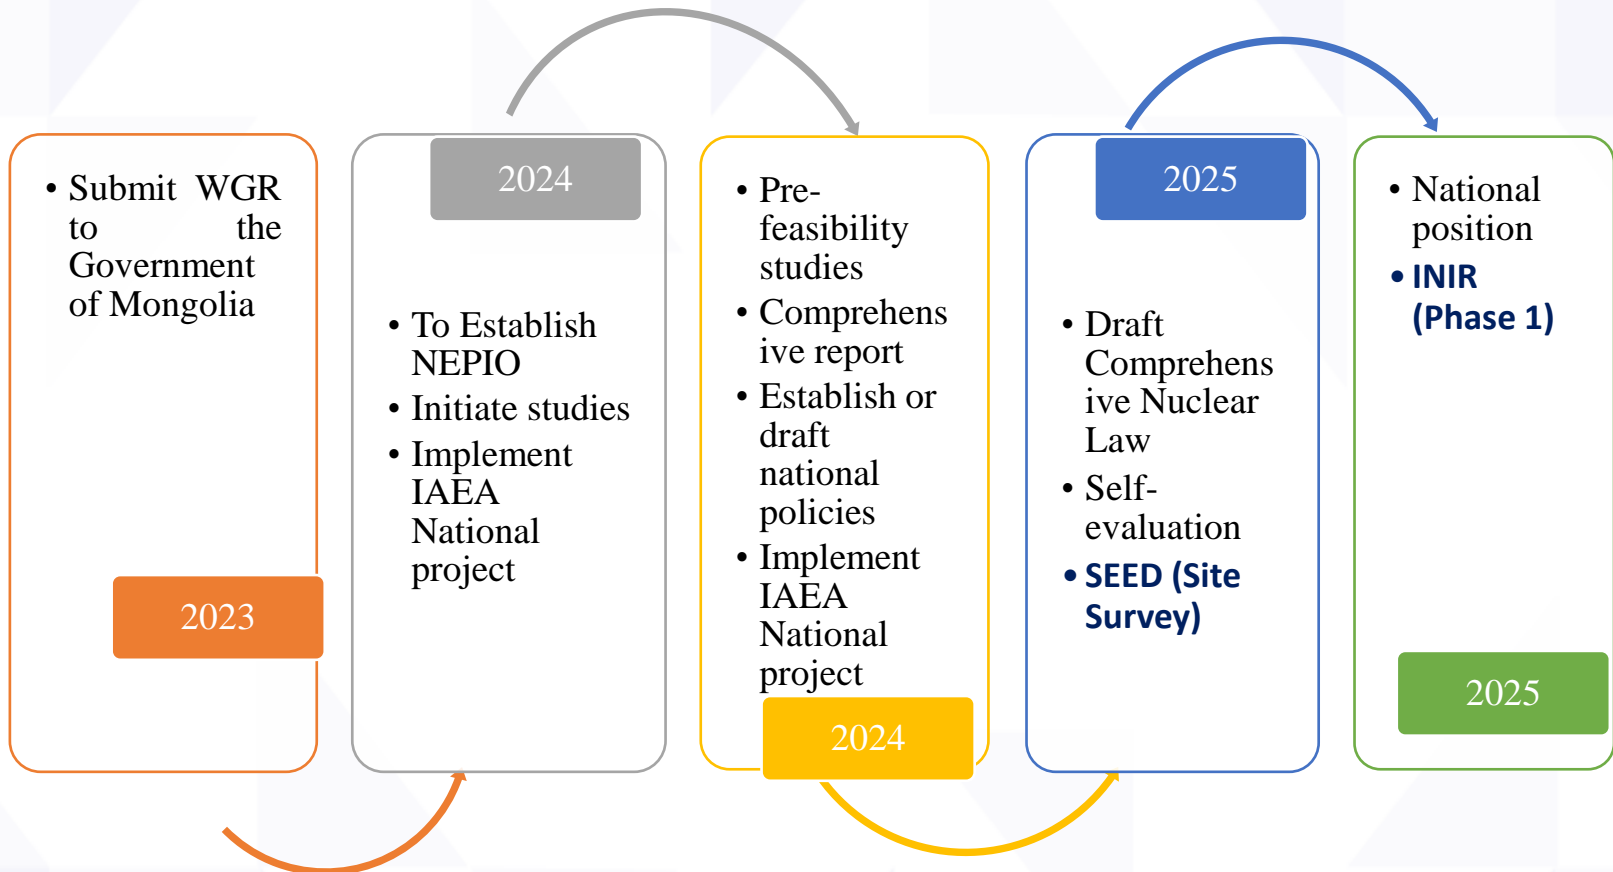 • Submit WGR
to the
Government
of Mongolia
2023
2024
• To Establish
NEPIO
• Initiate studies
• Implement
IAEA
National
project
• Pre-
feasibility
studies
• Comprehens
ive report
• Establish or
draft
national
policies
• Implement
IAEA
National
project
2024
2025
• Draft
Comprehens
ive Nuclear
Law
• Self-
evaluation
• SEED (Site
Survey)
• National
position
• INIR
(Phase 1)
2025